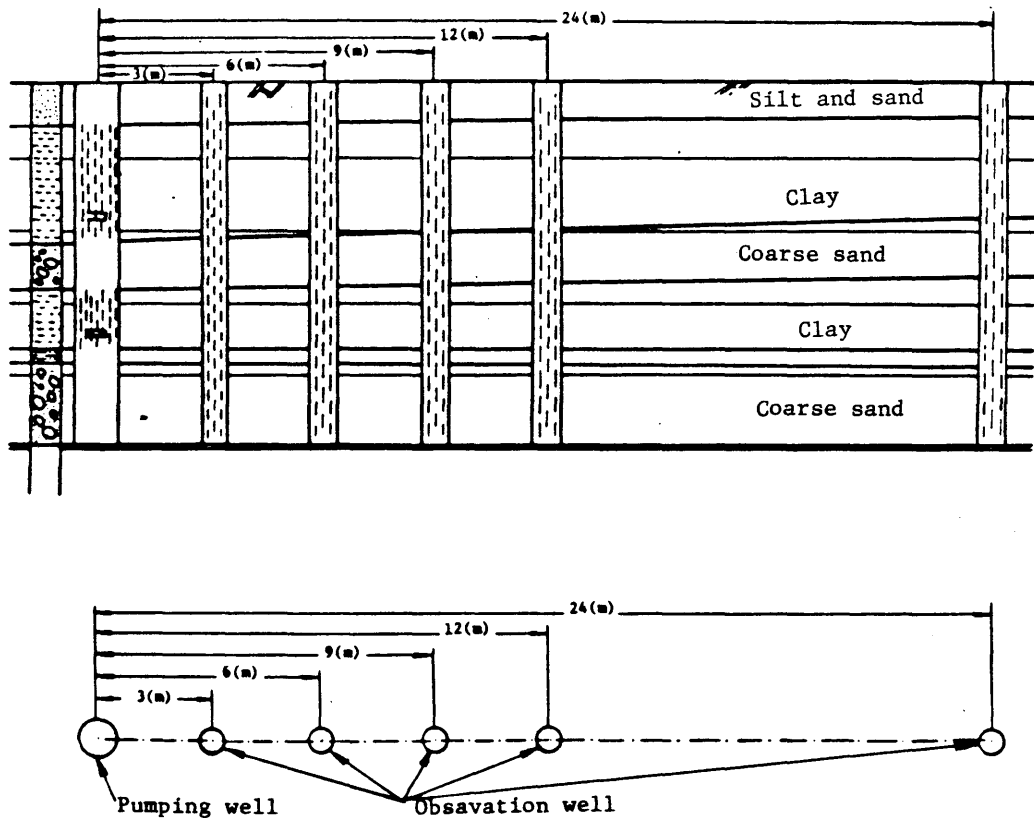 24(m)
12(m)
9(m)
6(m)
3(m)
Silt and sand
Clay
Coarse sand
Clay
Coarse sand
24(m)
12(m)
9(m)
6(m)
3(m)
Pumping well
Obsavation well